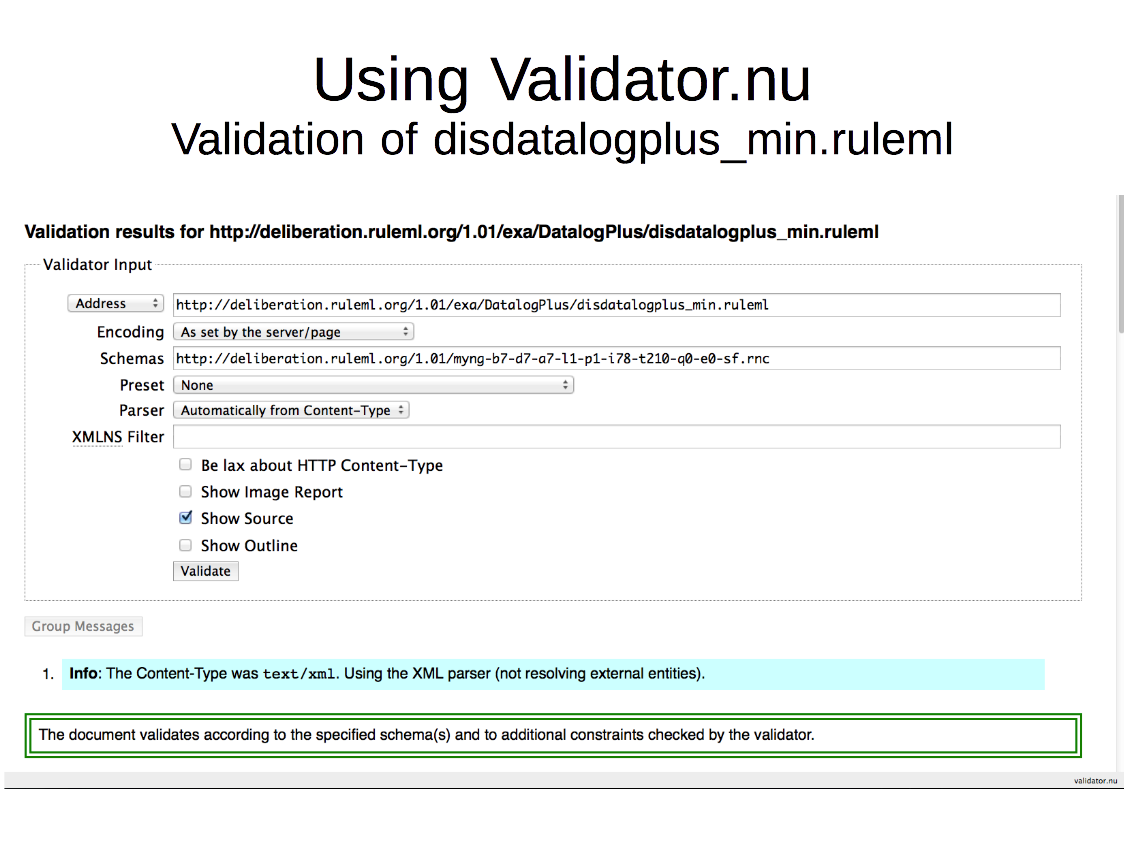 Using Validator.nu
Validation of disdatalogplus_min.ruleml
Validation results for http://deliberation.ruleml.org/1.01/exa/DatalogPlus/disdatalogplus_min.ruleml
Validator Input
Address http://deliberation.ruleml.org/1.01/exa/DatalogPlus/disdatalogplus_min.ruleml
Encoding As set by the server/page
Schemas http://deliberation.ruleml.org/1.01/myng-b7-d7-a7-l1-p1-i78-t210-q0-e0-sf.rnc
Preset None
Parser Automatically from Content-Type
XMLNS Filter
Be lax about HTTP Content-Type
Show Image Report
Show Source
Show Outline
Validate
Group Messages
1. Info: The Content-Type was text/xml. Using the XML parser (not resolving external entities).
The document validates according to the specified schema(s) and to additional constraints checked by the validator.
validator.nu